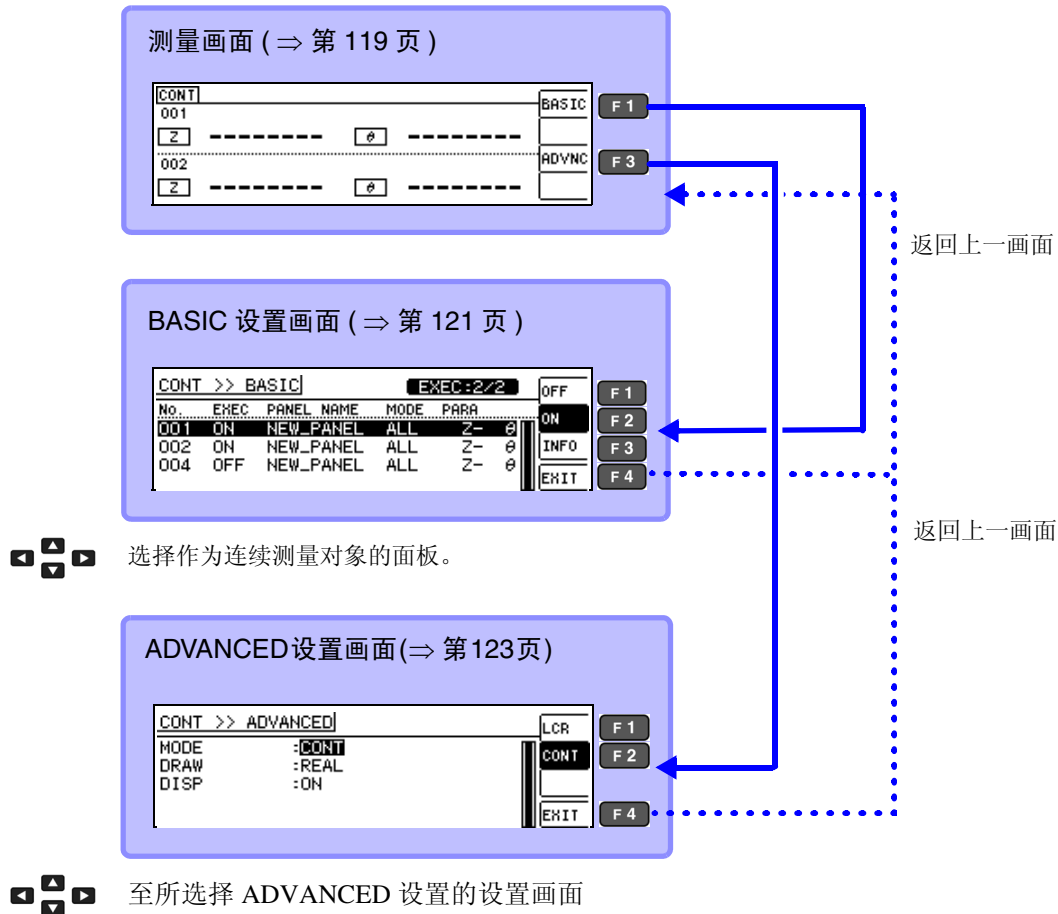 测量画面 ( ⇒ 第 119 页 )
CONT
BASIC F 1
001
Z -------- θ --------
002 ADVNC F 3
Z -------- θ --------
返回上一画面
BASIC 设置画面 ( ⇒ 第 121 页 )
CONT >> BASIC EXEC:2/2 OFF F 1
No. EXEC PANEL NAME MODE PARA
001 ON NEW_PANEL ALL Z- θ ON F 2
002 ON NEW_PANEL ALL Z- θ INFO F 3
004 OFF NEW_PANEL ALL Z- θ EXIT F 4
返回上一画面
选择作为连续测量对象的面板。
ADVANCED设置画面(⇒ 第123页)
CONT >> ADVANCED LCR F 1
MODE :CONT CONT F 2
DRAW :REAL
DISP :ON
EXIT F 4
至所选择 ADVANCED 设置的设置画面